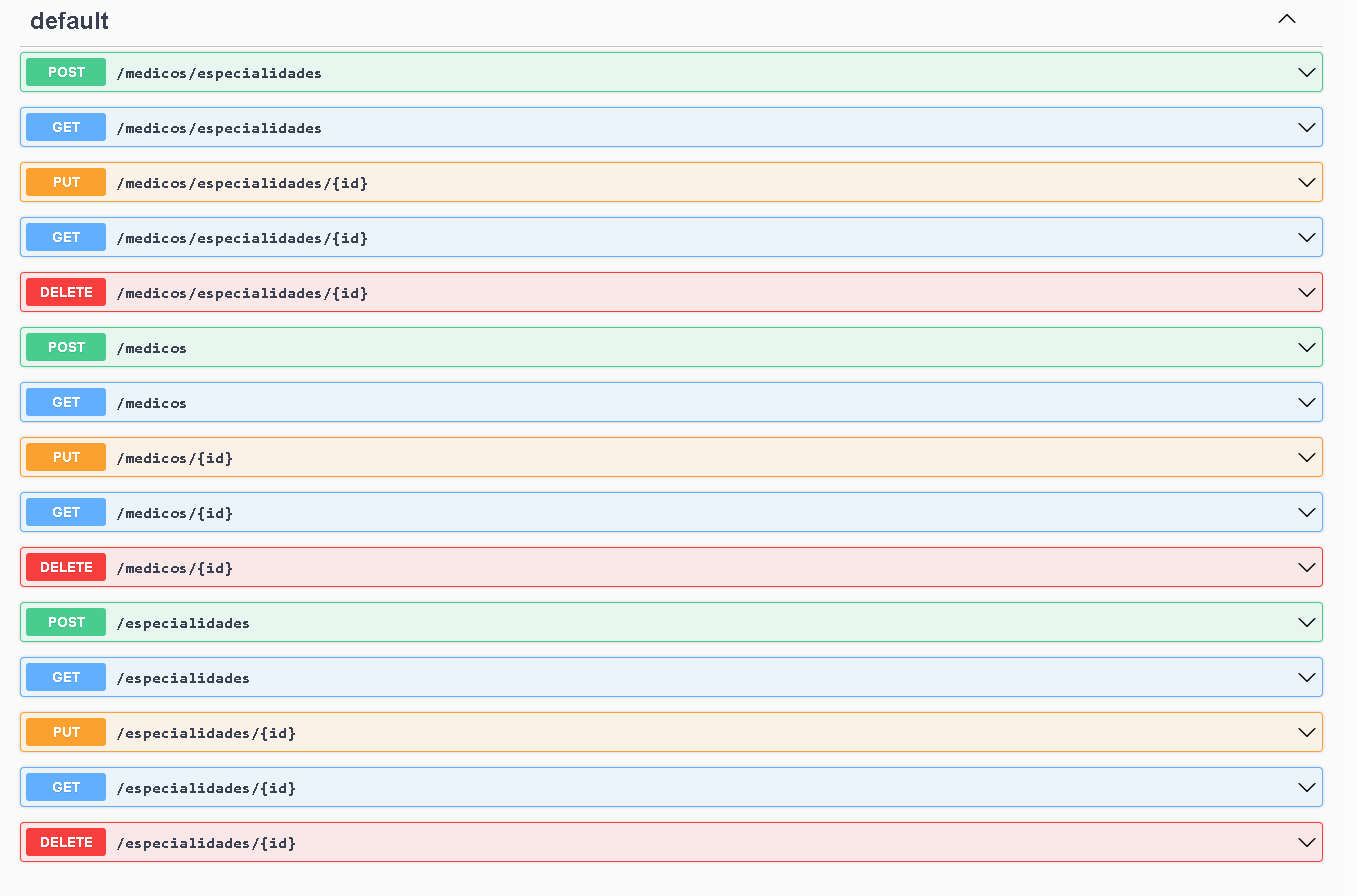 default
POST /medicos/especialidades
GET /medicos/especialidades
PUT /medicos/especialidades/{id}
GET /medicos/especialidades/{id}
DELETE /medicos/especialidades/{id}
POST /medicos
GET /medicos
PUT /medicos/{id}
GET /medicos/{id}
DELETE /medicos/{id}
POST /especialidades
GET /especialidades
PUT /especialidades/{id}
GET /especialidades/{id}
DELETE /especialidades/{id}